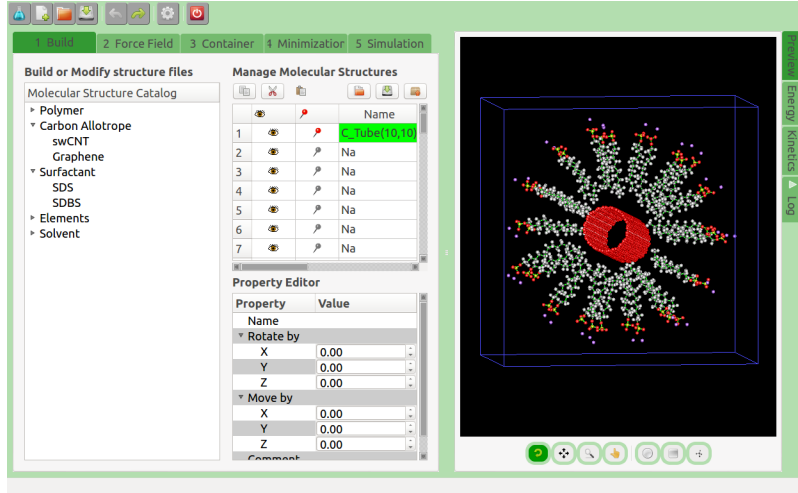 1 Build
2 Force Field
3 Container
4 Minimization
5 Simulation
Build or Modify structure files
Molecular Structure Catalog
Polymer
Carbon Allotrope
swCNT
Graphene
Surfactant
SDS
SDBS
Elements
Solvent
Manage Molecular Structures
Name
1 C_Tube(10,10)
2 Na
3 Na
4 Na
5 Na
6 Na
7 Na
Property Editor
Property Value
Name
Rotate by
X 0.00
Y 0.00
Z 0.00
Move by
X 0.00
Y 0.00
Z 0.00
Comment
Preview
Energy
Kinetics
Log